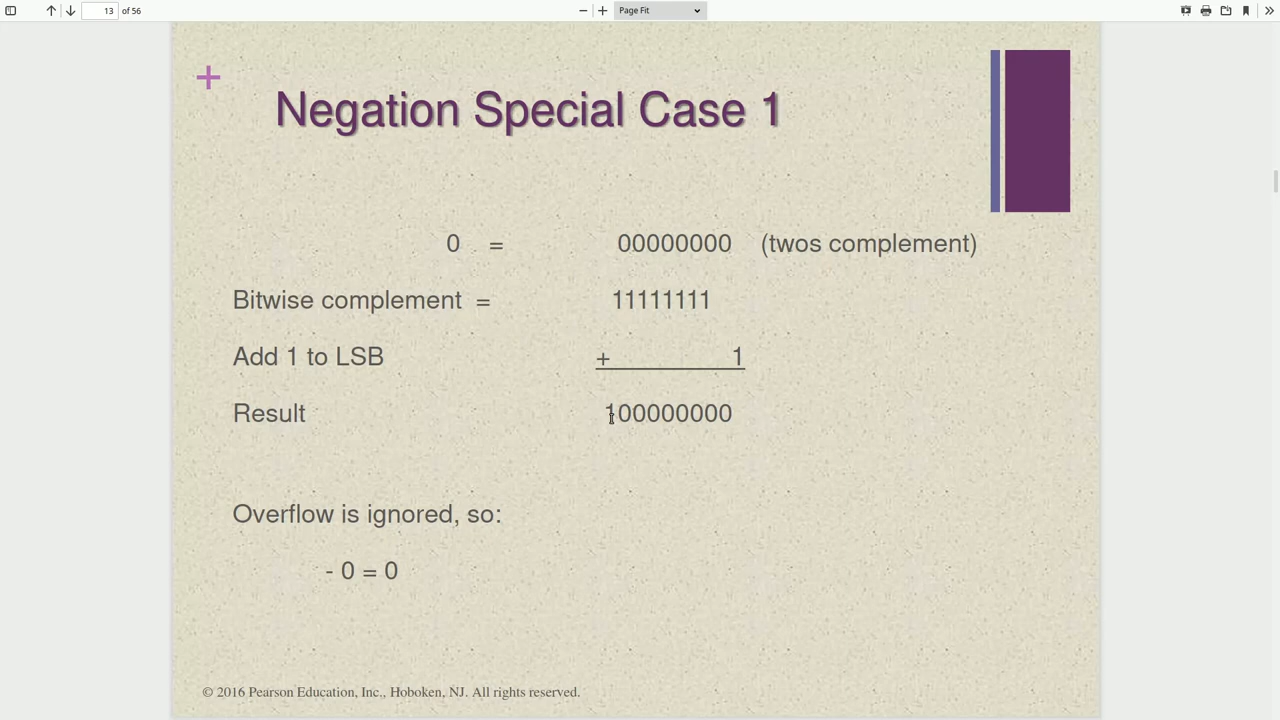 13 of 56 Page Fit
+
Negation Special Case 1
0 = 00000000 (twos complement)
Bitwise complement = 11111111
Add 1 to LSB + 1
Result 100000000
Overflow is ignored, so:
- 0 = 0
© 2016 Pearson Education, Inc., Hoboken, NJ. All rights reserved.